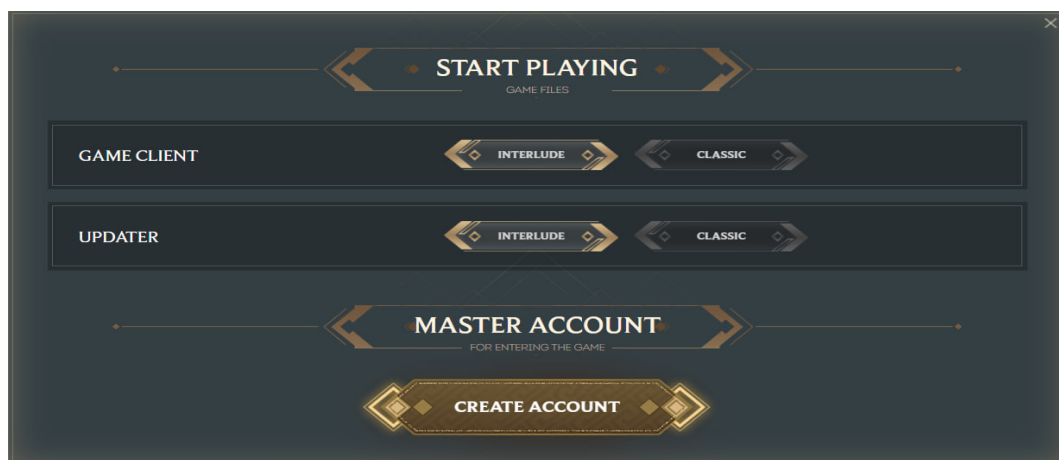 START PLAYING
GAME FILES
GAME CLIENT INTERLUDE CLASSIC
UPDATER INTERLUDE CLASSIC
MASTER ACCOUNT
FOR ENTERING THE GAME
CREATE ACCOUNT